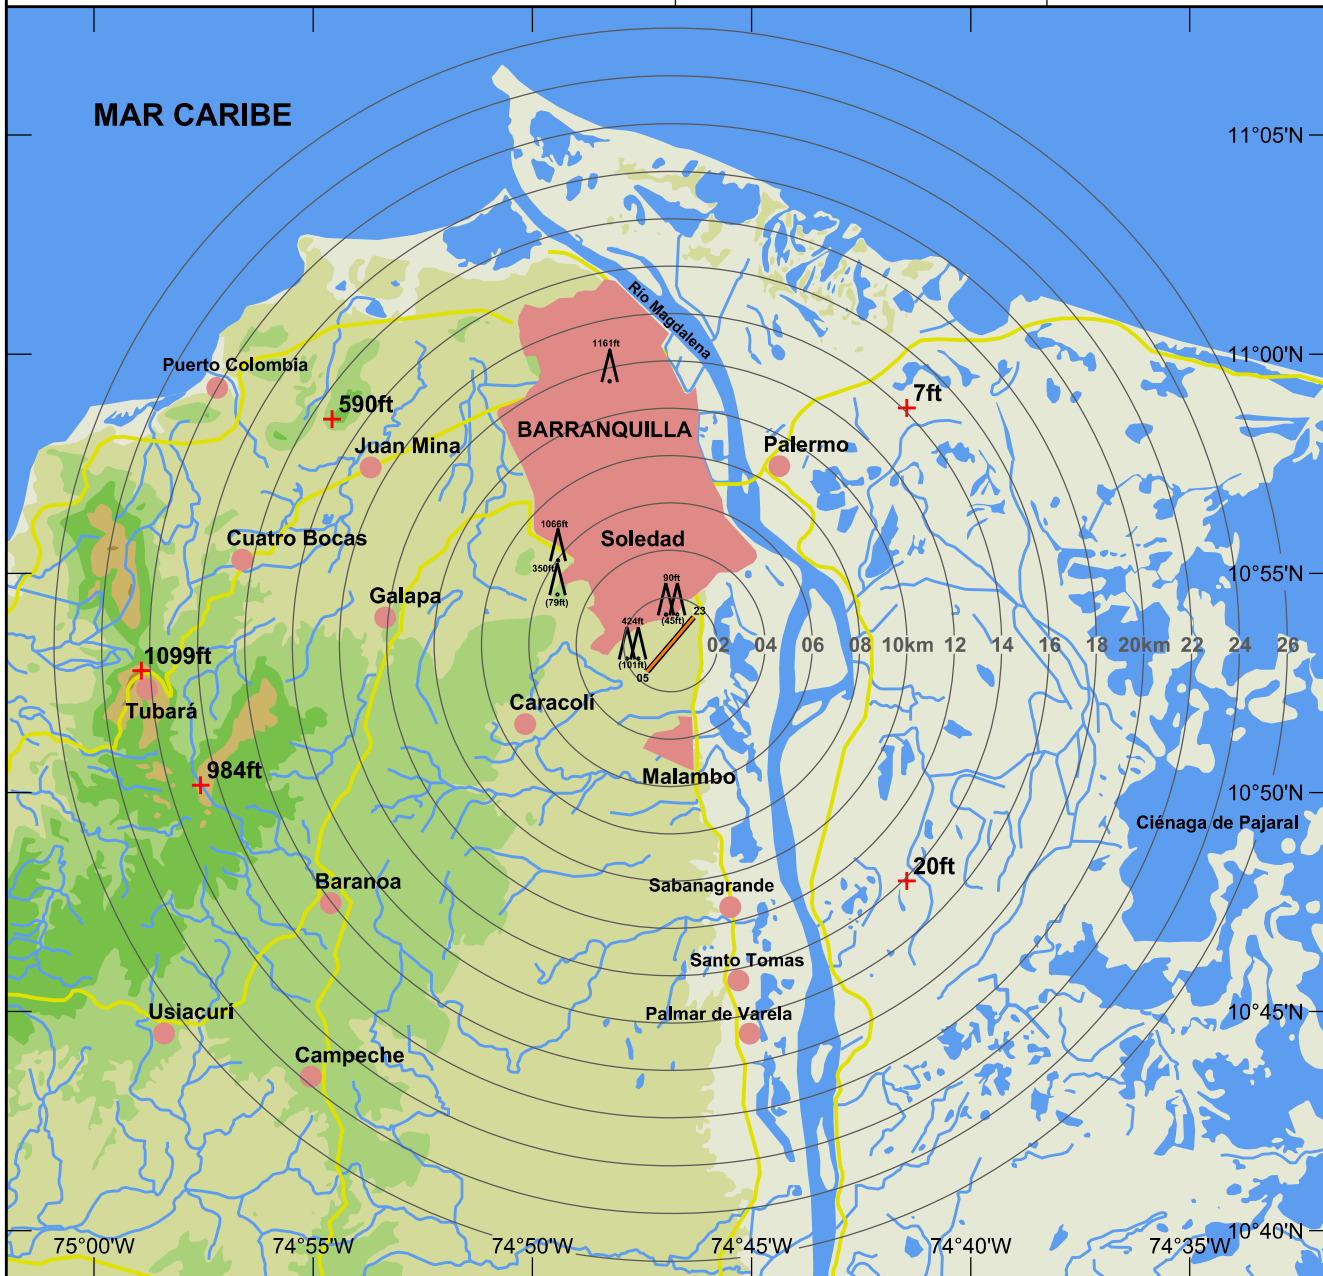 MAR CARIBE
11°05'N
Río Magdalena
1161ft
11°00'N
Puerto Colombia
590ft
7ft
BARRANQUILLA
Juan Mina
Palermo
1066ft
Cuatro Bocas
Soledad
350ft
10°55'N
90ft
Galapa
(79ft)
23
424ft
(45ft)
02 04 06 08 10km 12 14 16 18 20km 22 24 26
1099ft
(101ft)
05
Caracolí
Tubará
984ft
Malambo
10°50'N
Ciénaga de Pajaral
Baranoa
Sabanagrande
20ft
Santo Tomas
Usiacurí
Palmar de Varela
10°45'N
Campeche
10°40'N
75°00'W 74°55'W 74°50'W 74°45'W 74°40'W 74°35'W